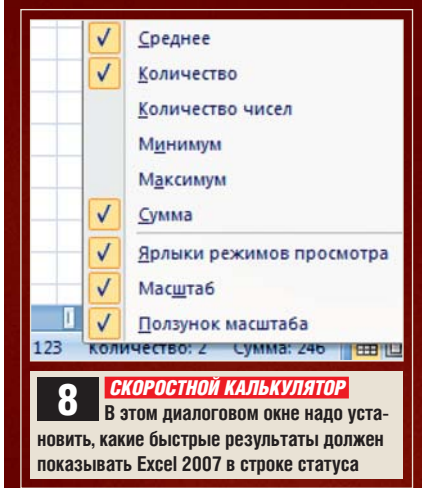 Среднее
Количество
Количество чисел
Минимум
Максимум
Сумма
Ярлыки режимов просмотра
Масштаб
Ползунок масштаба
123 Количество: 2 Сумма: 246
8 СКОРОСТНОЙ КАЛЬКУЛЯТОР
В этом диалоговом окне надо уста-
новить, какие быстрые результаты должен
показывать Excel 2007 в строке статуса